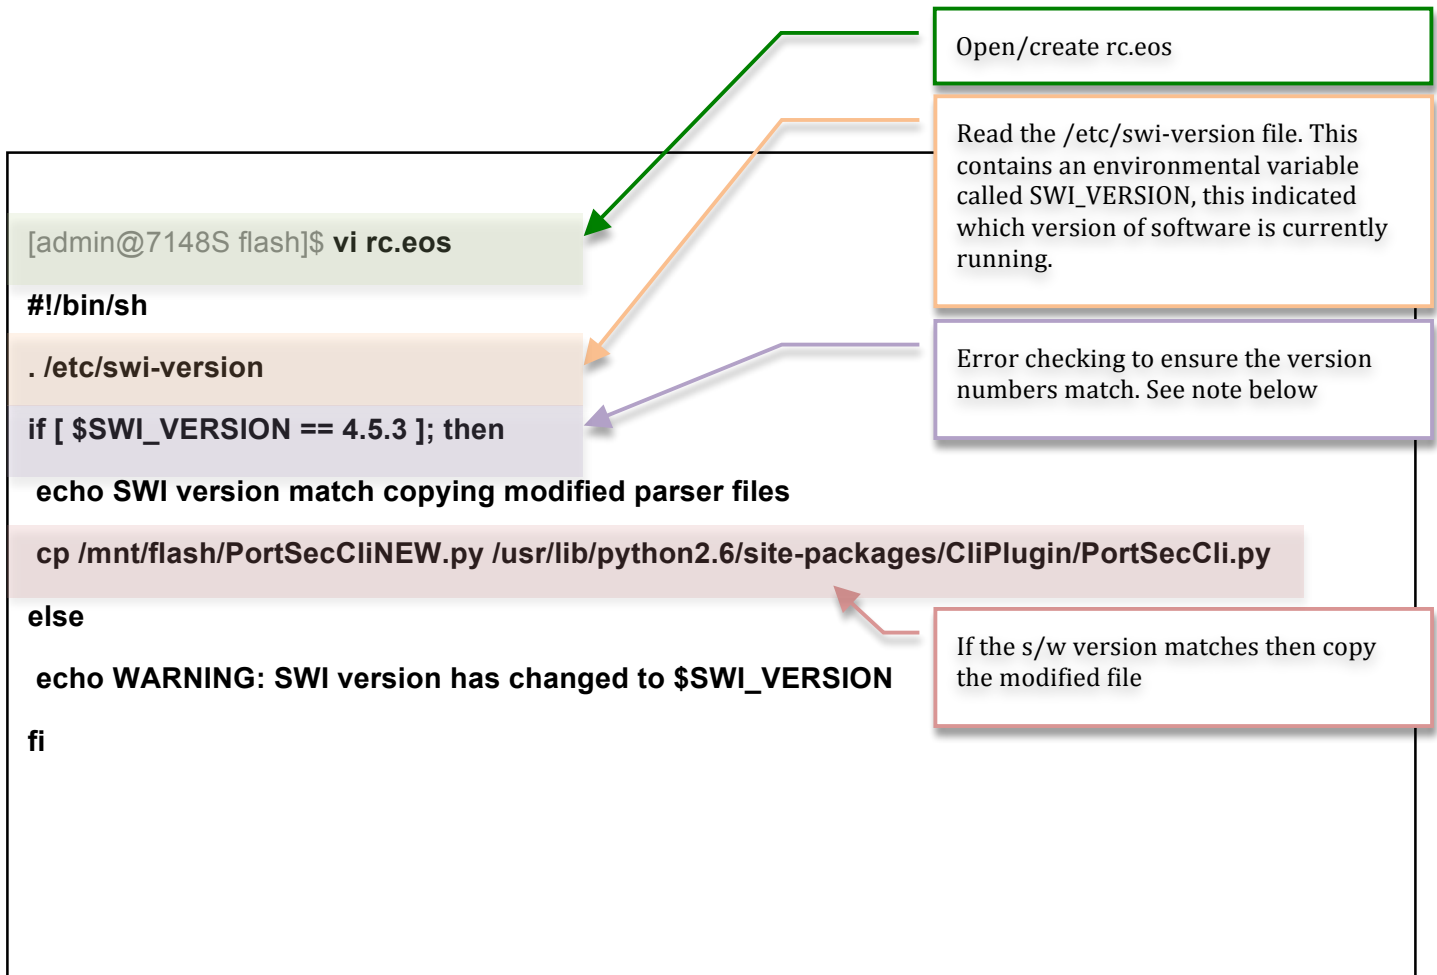 Open/create rc.eos
Read the /etc/swi-version file. This
contains an environmental variable
called SWI_VERSION, this indicated
which version of software is currently
running.
[admin@7148S flash]$ vi rc.eos
#!/bin/sh
. /etc/swi-version
Error checking to ensure the version
numbers match. See note below
if [ $SWI_VERSION == 4.5.3 ]; then
echo SWI version match copying modified parser files
cp /mnt/flash/PortSecCliNEW.py /usr/lib/python2.6/site-packages/CliPlugin/PortSecCli.py
else
If the s/w version matches then copy
the modified file
echo WARNING: SWI version has changed to $SWI_VERSION
fi